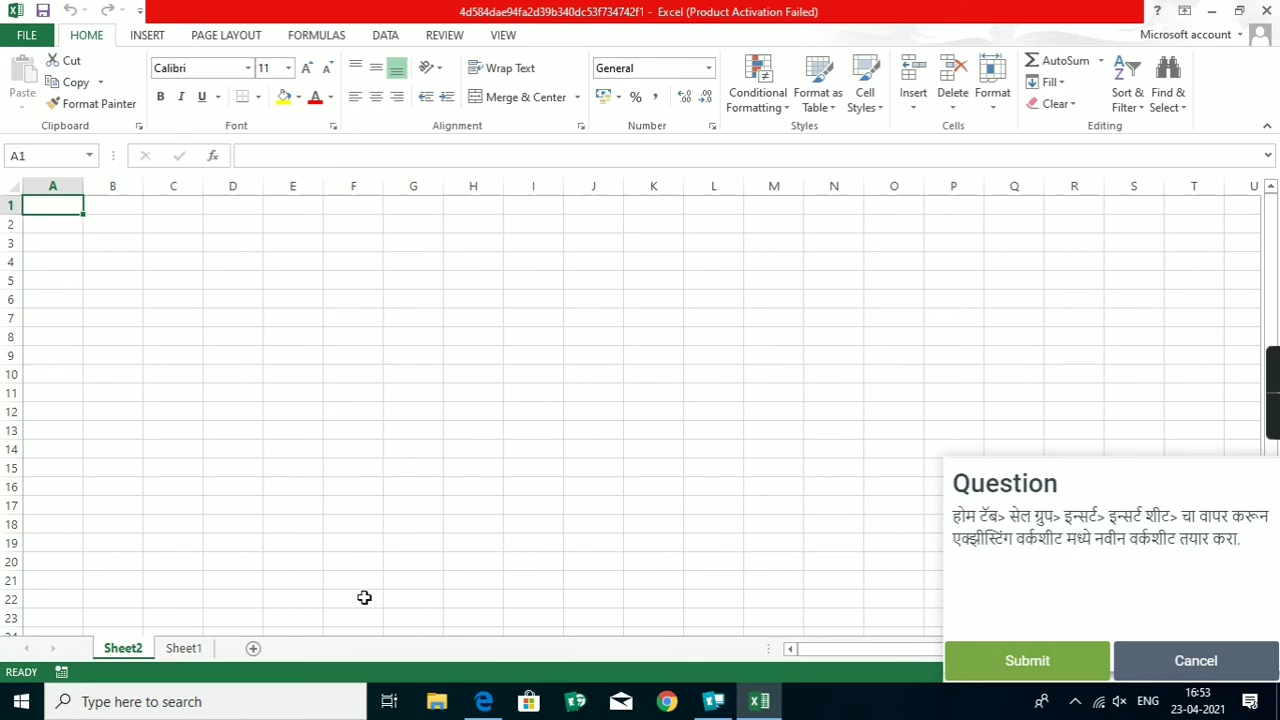 4d584dae94fa2d39b340dc53f734742f1 - Excel (Product Activation Failed)
FILE HOME INSERT PAGE LAYOUT FORMULAS DATA REVIEW VIEW Microsoft account
Paste
Cut
Copy
Format Painter
Clipboard
Calibri 11
B I U
Font
Wrap Text
Merge & Center
Alignment
General
Number
Conditional Formatting
Format as Table
Cell Styles
Styles
Insert
Delete
Format
Cells
AutoSum
Fill
Clear
Sort & Filter
Find & Select
Editing
A1
A B C D E F G H I J K L M N O P Q R S T U
1
2
3
4
5
6
7
8
9
10
11
12
13
14
15
16
17
18
19
20
21
22
23
Question
होम टॅब> सेल ग्रुप> इन्सर्ट> इन्सर्ट शीट> चा वापर करून
एक्झीस्टिंग वर्कशीट मध्ये नवीन वर्कशीट तयार करा.
Submit Cancel
Sheet2 Sheet1
READY
Type here to search
ENG
16:53
23-04-2021